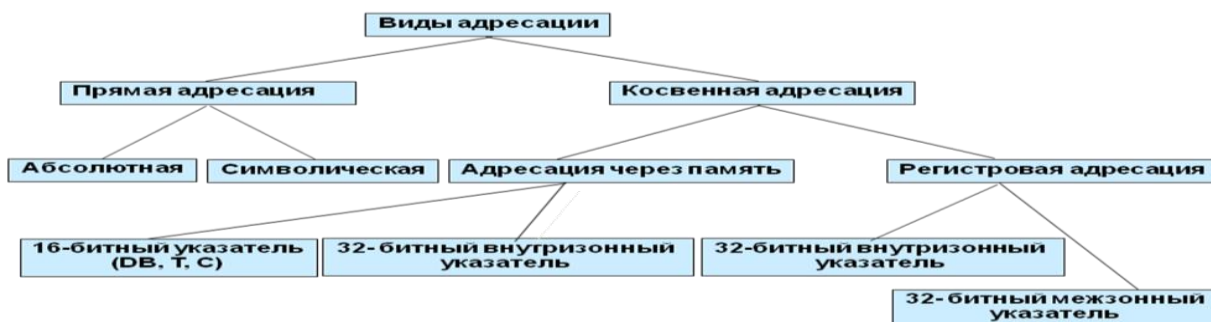 Виды адресации
Прямая адресация
Косвенная адресация
Абсолютная
Символическая
Адресация через память
Регистровая адресация
16-битный указатель
(DB, T, C)
32- битный внутризонный
указатель
32-битный внутризонный
указатель
32- битный межзонный
указатель